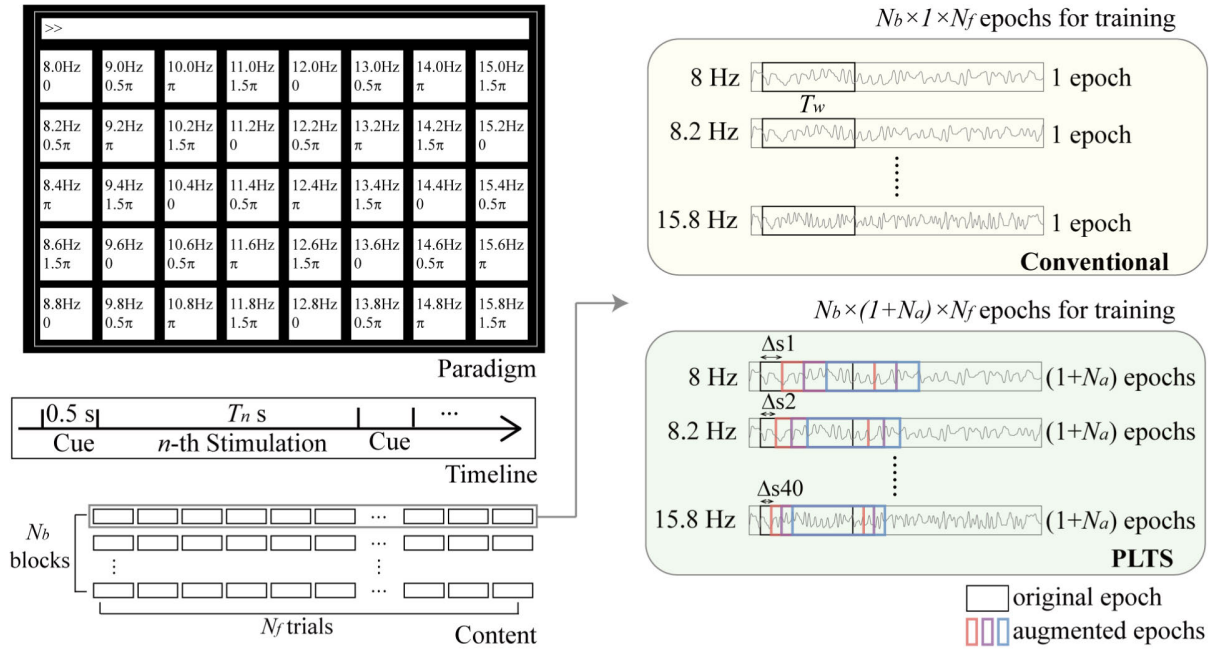 >>
8.0Hz 9.0Hz 10.0Hz 11.0Hz 12.0Hz 13.0Hz 14.0Hz 15.0Hz
0 0.5π π 1.5π 0 0.5π π 1.5π
8.2Hz 9.2Hz 10.2Hz 11.2Hz 12.2Hz 13.2Hz 14.2Hz 15.2Hz
0.5π π 1.5π 0 0.5π π 1.5π 0
8.4Hz 9.4Hz 10.4Hz 11.4Hz 12.4Hz 13.4Hz 14.4Hz 15.4Hz
π 1.5π 0 0.5π π 1.5π 0 0.5π
8.6Hz 9.6Hz 10.6Hz 11.6Hz 12.6Hz 13.6Hz 14.6Hz 15.6Hz
1.5π 0 0.5π π 1.5π 0 0.5π π
8.8Hz 9.8Hz 10.8Hz 11.8Hz 12.8Hz 13.8Hz 14.8Hz 15.8Hz
0 0.5π π 1.5π 0 0.5π π 1.5π
Paradigm
0.5 s Tn s ...
Cue n-th Stimulation Cue
Timeline
Nb
blocks
...
...
...
Nf trials
Content
Nb×1×Nf epochs for training
8 Hz 1 epoch
Tw
8.2 Hz 1 epoch
15.8 Hz 1 epoch
Conventional
Nb×(1+Na)×Nf epochs for training
Δs1
8 Hz (1+Na) epochs
Δs2
8.2 Hz (1+Na) epochs
Δs40
15.8 Hz (1+Na) epochs
PLTS
original epoch
augmented epochs